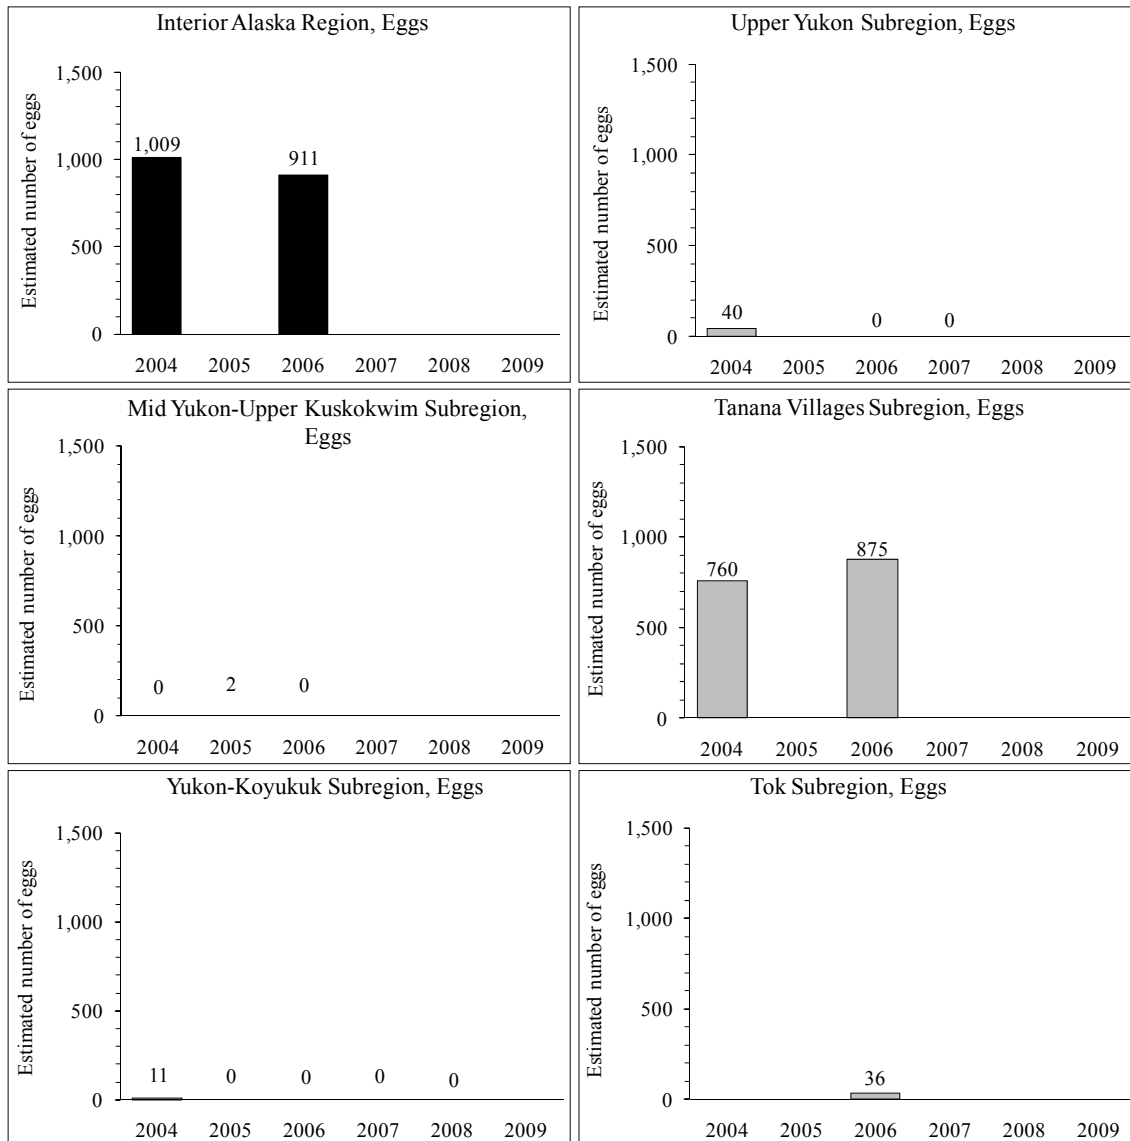 Interior Alaska Region, Eggs
Estimated number of eggs
1,500
1,000
500
0
1,009
911
2004 2005 2006 2007 2008 2009
Upper Yukon Subregion, Eggs
Estimated number of eggs
1,500
1,000
500
0
40 0 0
2004 2005 2006 2007 2008 2009
Mid Yukon-Upper Kuskokwim Subregion,
Eggs
Estimated number of eggs
1,500
1,000
500
0
0 2 0
2004 2005 2006 2007 2008 2009
Tanana Villages Subregion, Eggs
Estimated number of eggs
1,500
1,000
500
0
760
875
2004 2005 2006 2007 2008 2009
Yukon-Koyukuk Subregion, Eggs
Estimated number of eggs
1,500
1,000
500
0
11 0 0 0 0
2004 2005 2006 2007 2008 2009
Tok Subregion, Eggs
Estimated number of eggs
1,500
1,000
500
0
36
2004 2005 2006 2007 2008 2009